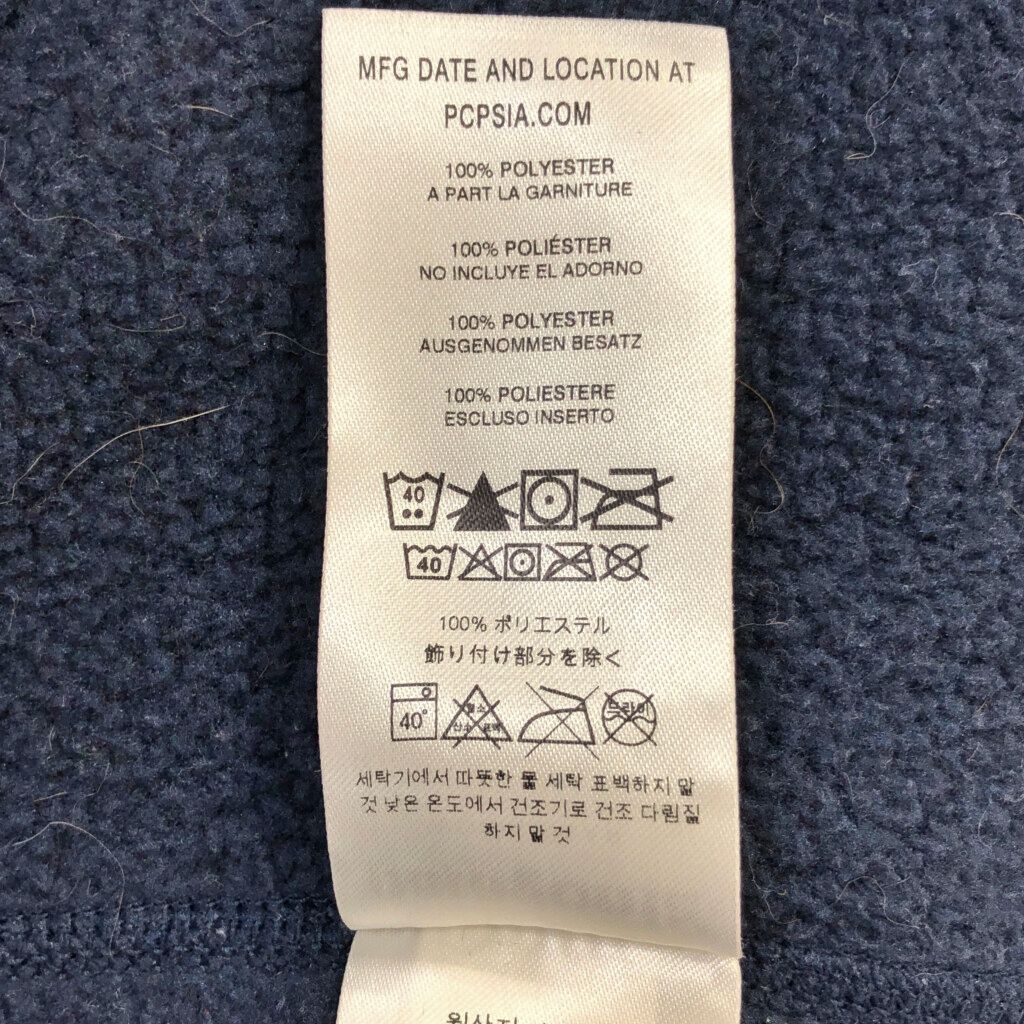 MFG DATE AND LOCATION AT
PCPSIA.COM
100% POLYESTER
A PART LA GARNITURE
100% POLIÉSTER
NO INCLUYE EL ADORNO
100% POLYESTER
AUSGENOMMEN BESATZ
100% POLIESTERE
ESCLUSO INSERTO
40
40
100% ポリエステル
飾り付け部分を除く
40°
드라이
세탁기에서 따뜻한 물 세탁 표백하지 말
것 낮은 온도에서 건조기로 건조 다림질
하지 말 것